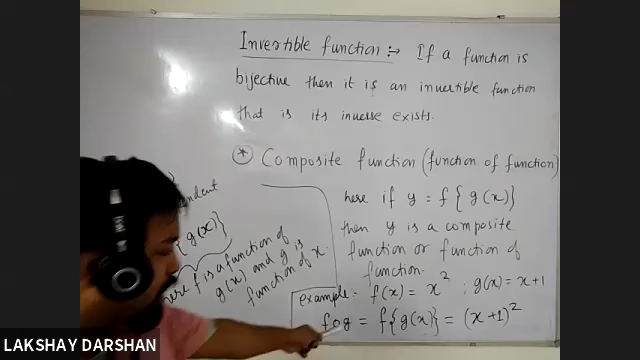 Invertible function :→ If a function is
bijective then it is an invertible function
that is its inverse exists.
* Composite function (function of function)
here if y = f{g(x)}
then y is a composite
function or function of
function.
{g(x)}
here f is a function of
g(x) and g is
function of x.
example:- f(x) = x² ; g(x) = x+1
fog = f{g(x)} = (x+1)²
LAKSHAY DARSHAN